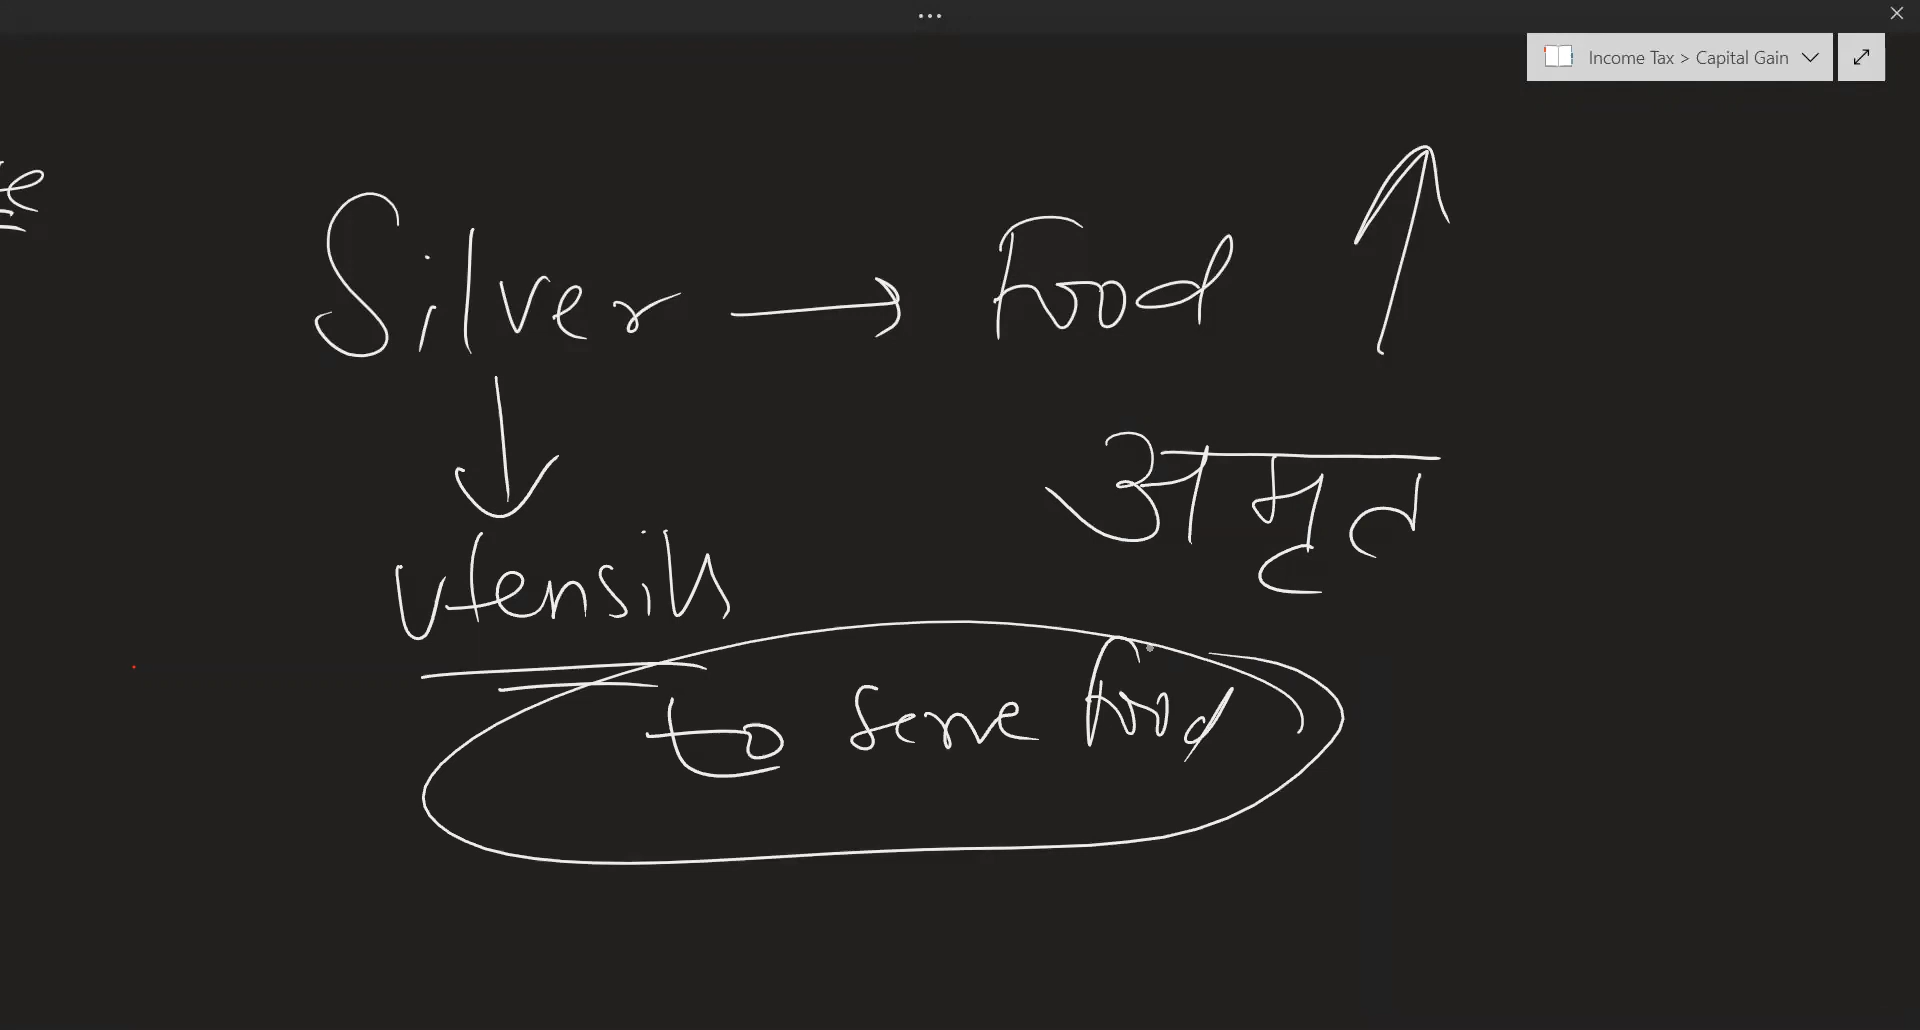 Income Tax > Capital Gain
Silver → Food ↑
↓
अमृत
Utensils
to serve food